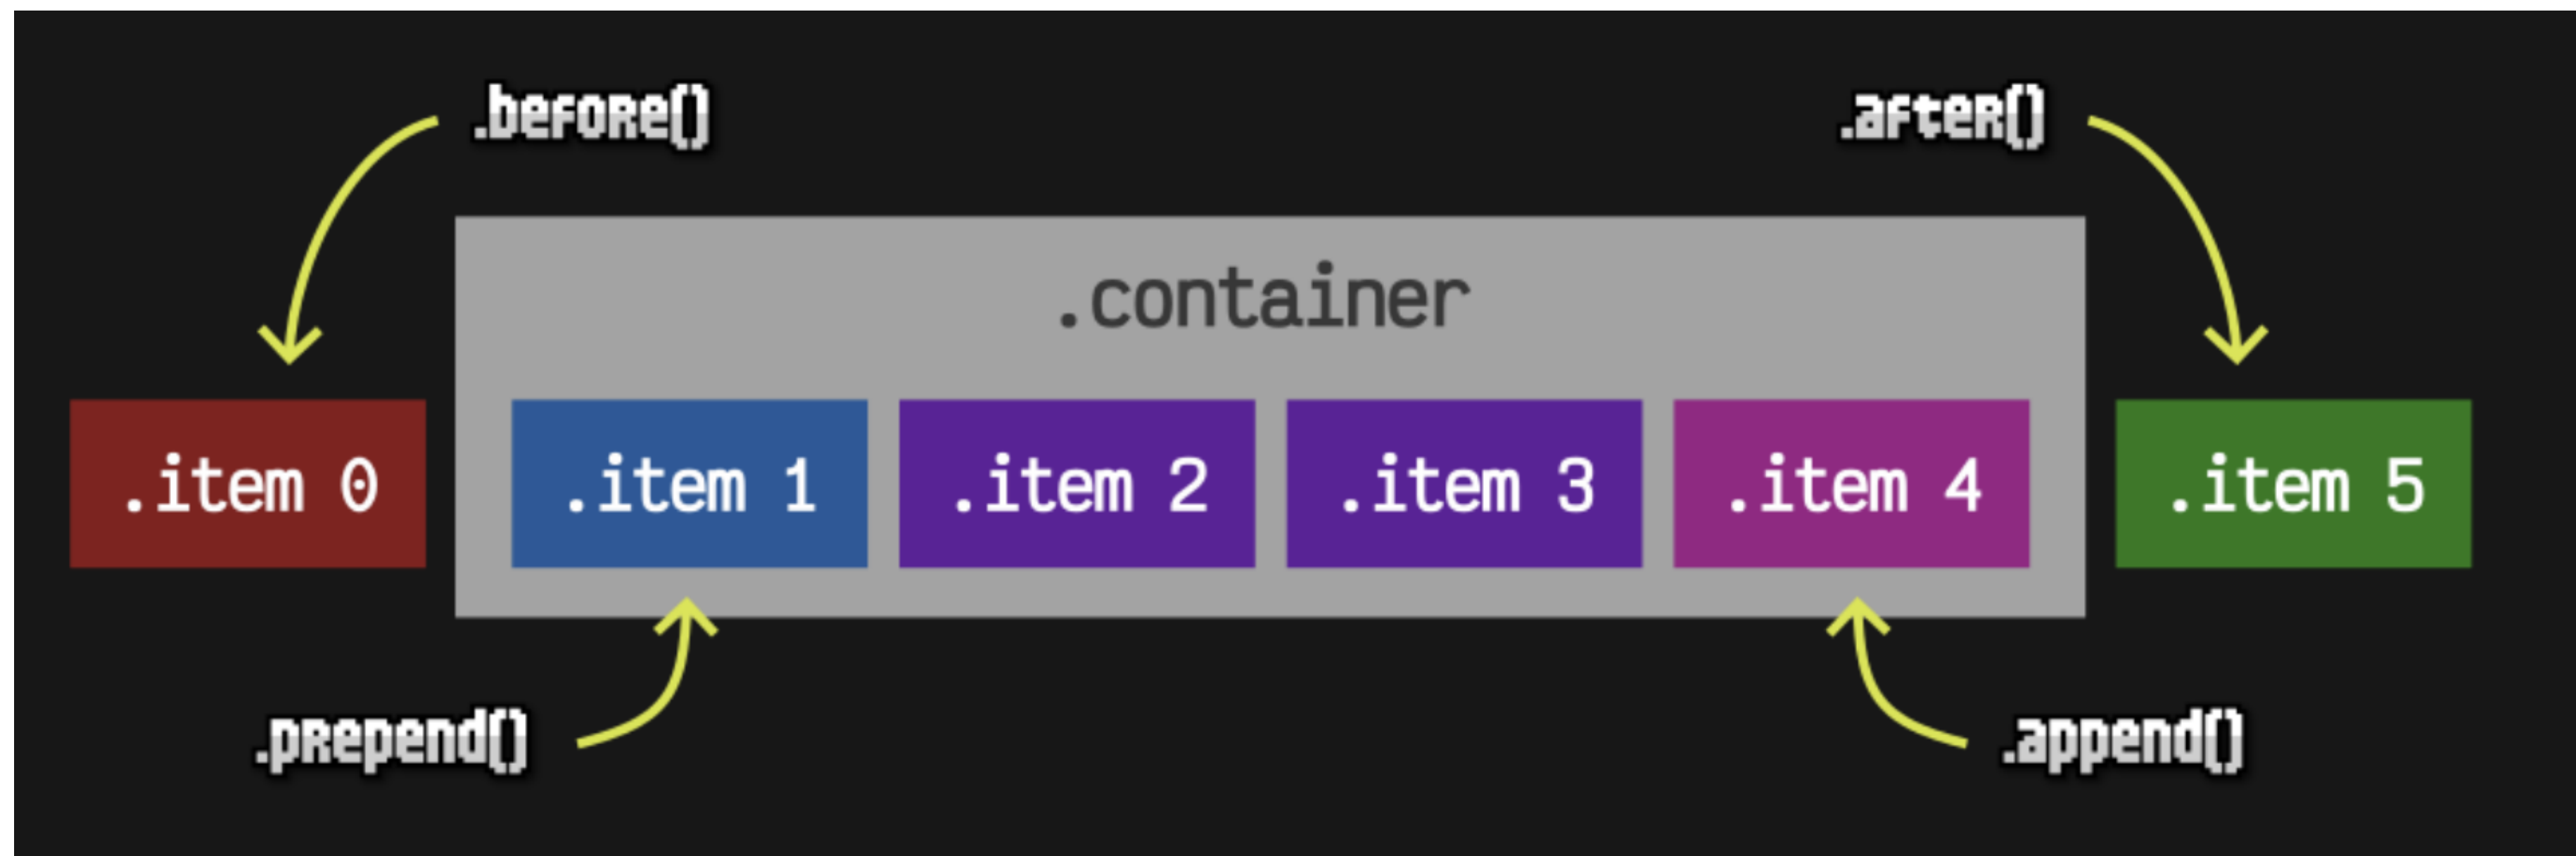 .before()
.after()
.container
.item 0
.item 1
.item 2
.item 3
.item 4
.item 5
.prepend()
.append()